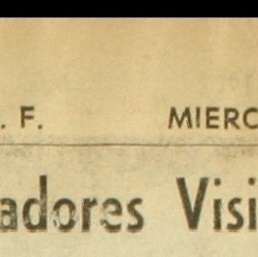 . F. MIERC
adores Visi